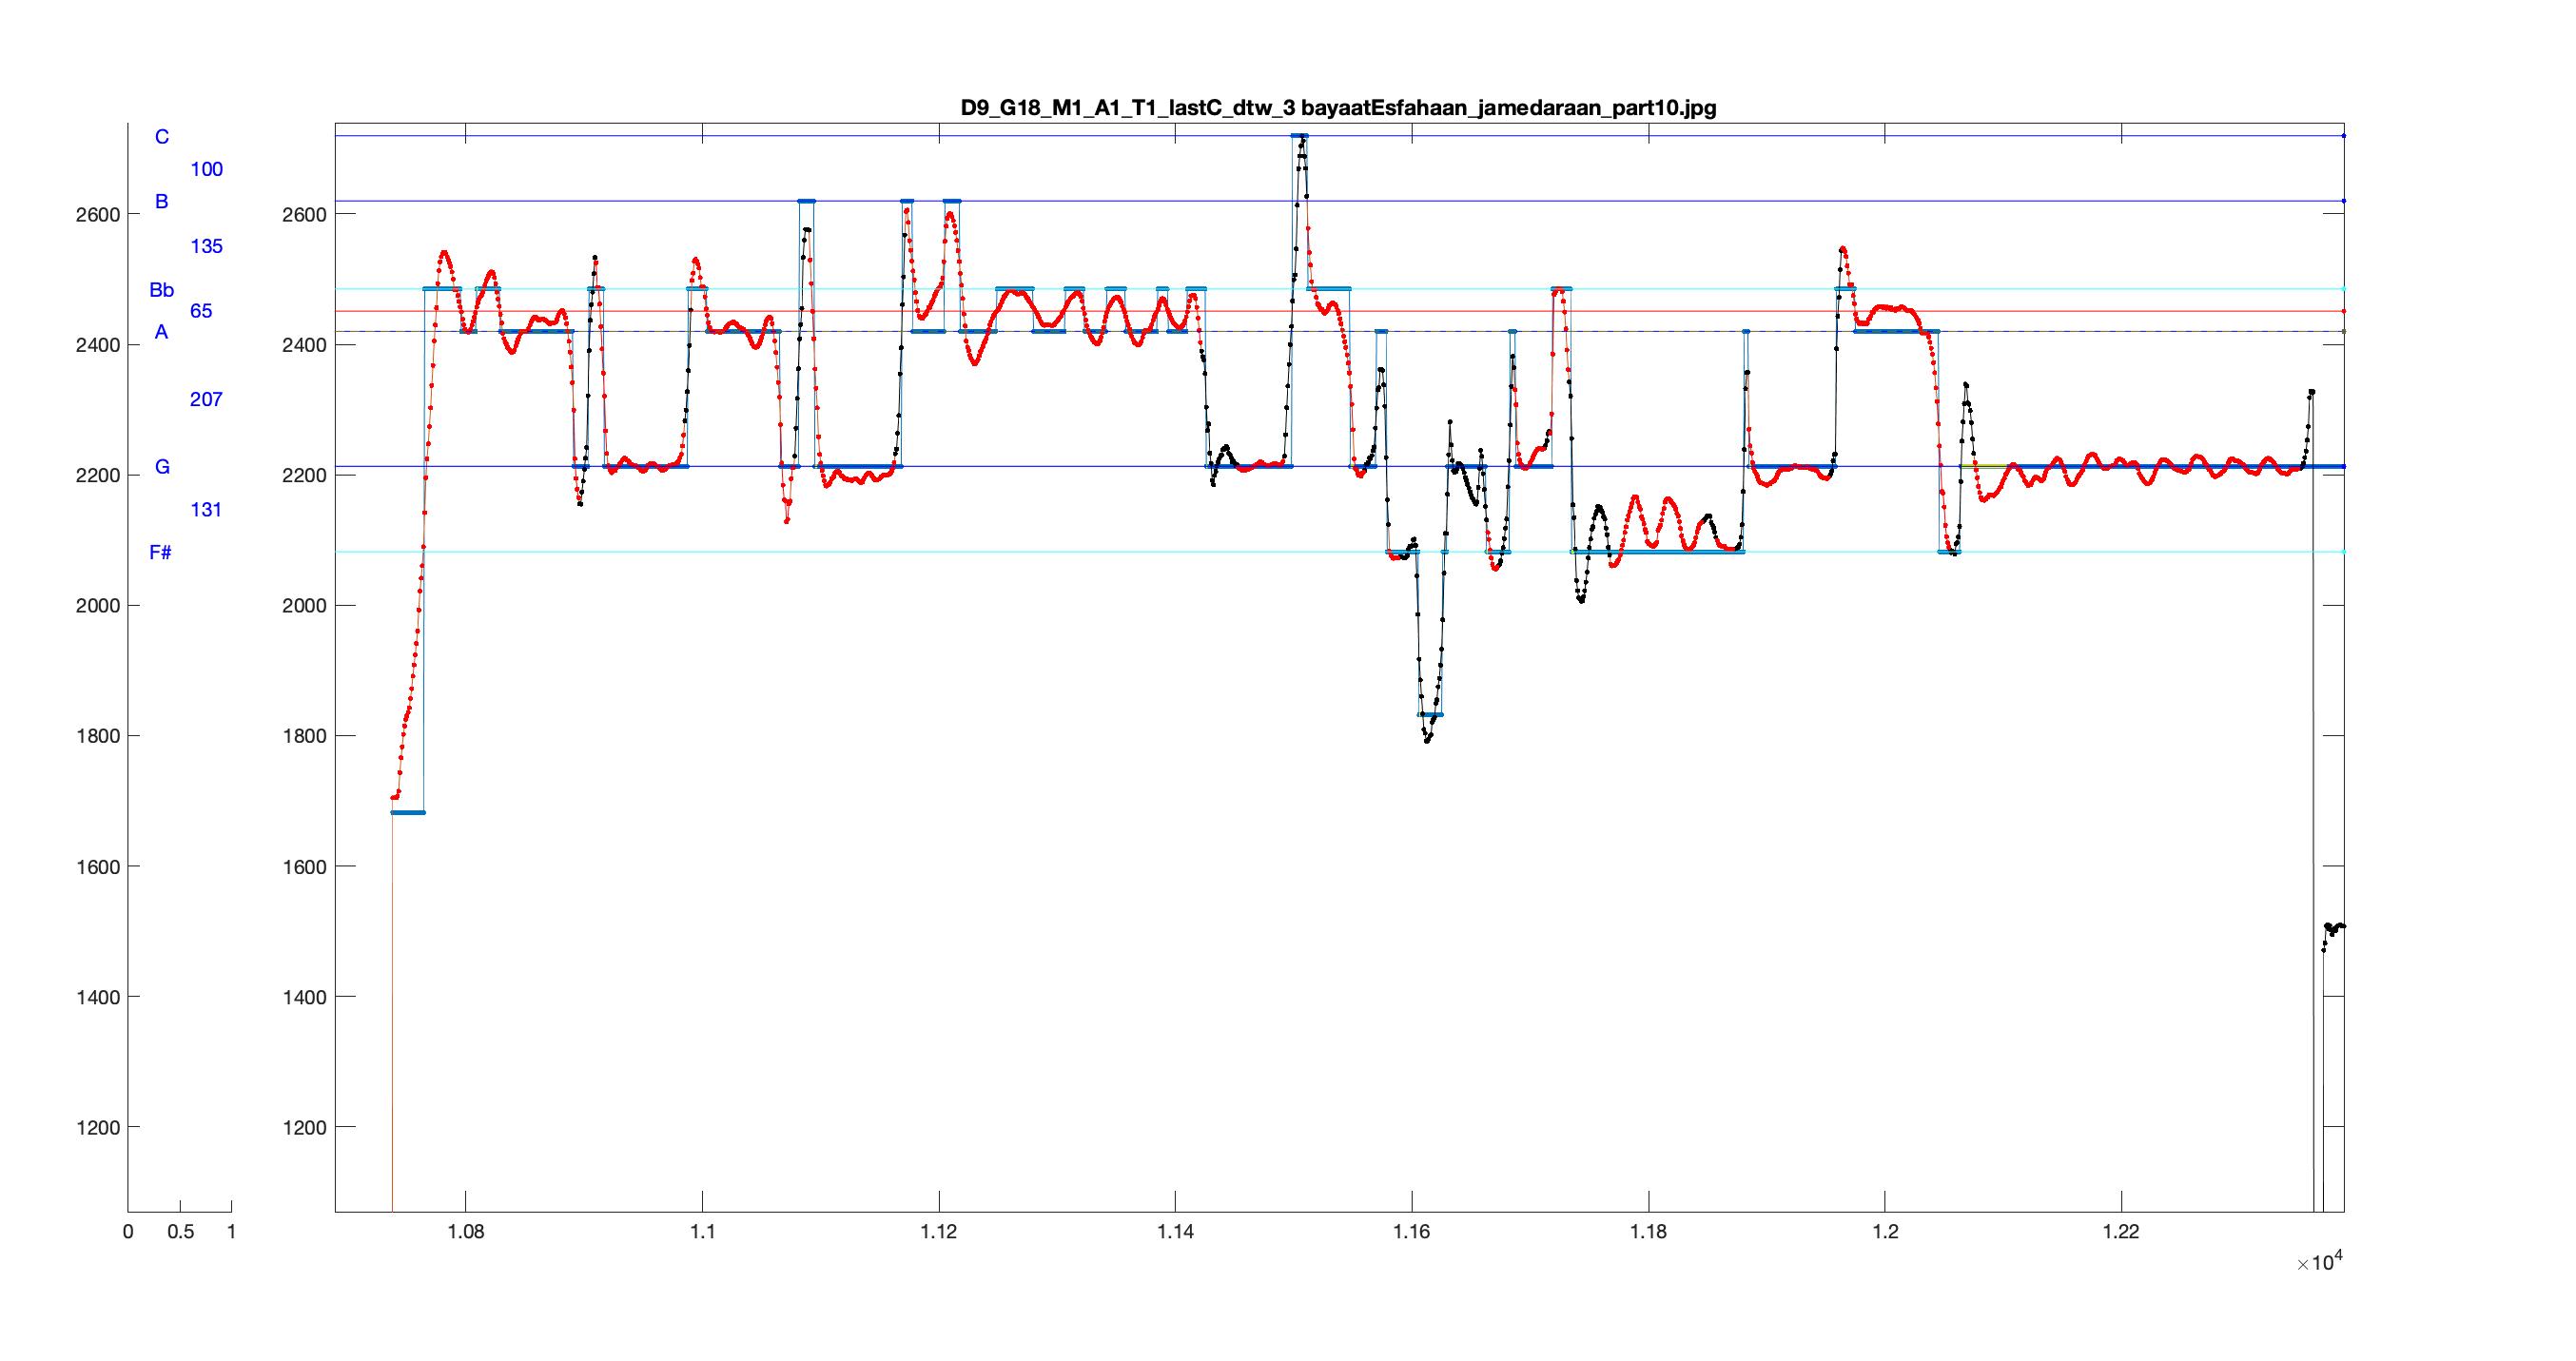 D9_G18_M1_A1_T1_lastC_dtw_3 bayaatEsfahaan_jamedaraan_part10.jpg
C
100
B
2600 2600
135
Bb
65
A
2400 2400
207
G
2200 2200
131
F#
2000 2000
1800 1800
1600 1600
1400 1400
1200 1200
0 0.5 1 1.08 1.1 1.12 1.14 1.16 1.18 1.2 1.22
×10⁴